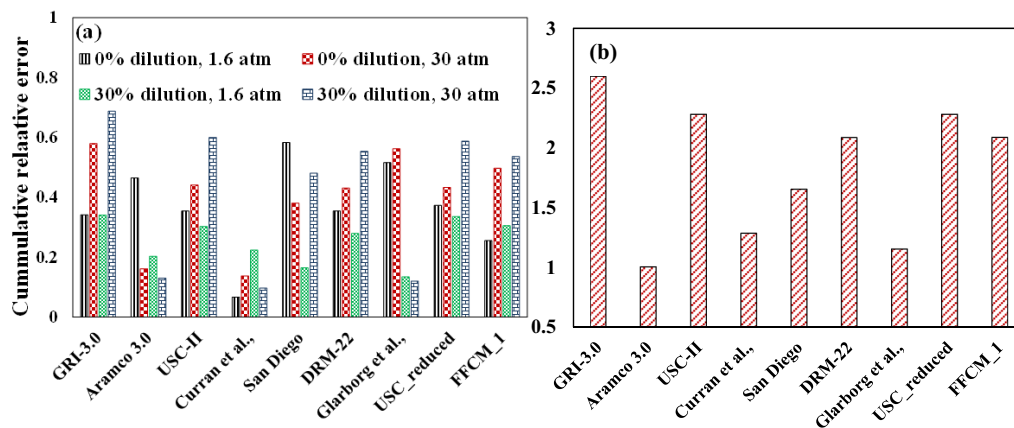 (a)
0% dilution, 1.6 atm
0% dilution, 30 atm
30% dilution, 1.6 atm
30% dilution, 30 atm
Cummulative relaative error
1
0.8
0.6
0.4
0.2
0
GRI-3.0
Aramco 3.0
USC-II
Curran et al.,
San Diego
DRM-22
Glarborg et al.,
USC_reduced
FFCM_1
(b)
3
2.5
2
1.5
1
0.5
GRI-3.0
Aramco 3.0
USC-II
Curran et al.,
San Diego
DRM-22
Glarborg et al.,
USC_reduced
FFCM_1